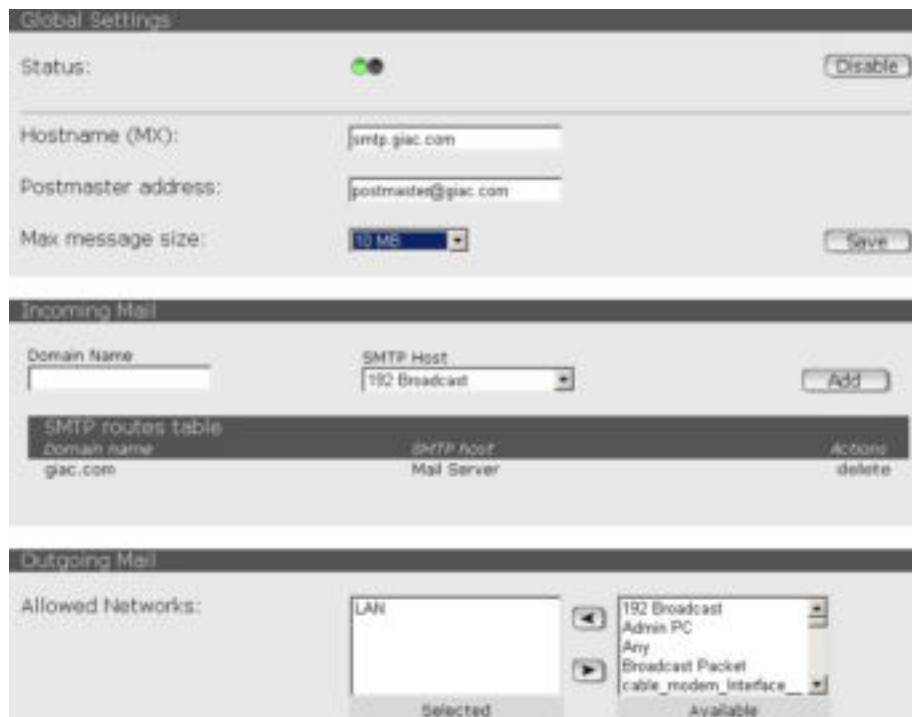 Global Settings
Status: Disable
Hostname (MX): smtp.giac.com
Postmaster address: postmaster@giac.com
Max message size: 10 MB Save
Incoming Mail
Domain Name SMTP Host
192 Broadcast Add
SMTP routes table
Domain name SMTP host Actions
giac.com Mail Server delete
Outgoing Mail
Allowed Networks: LAN 192 Broadcast
Admin PC
Any
Broadcast Packet
cable_modem_Interface__
Selected Available